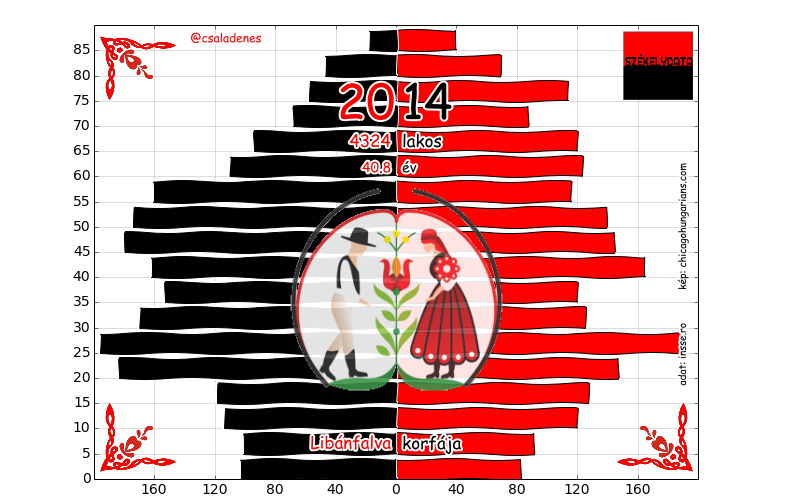 @csaladenes
SZÉKELYDATA
2014
4324 lakos
40.8 év
kép: chicagohungarians.com
adat: insse.ro
Libánfalva korfája
85
80
75
70
65
60
55
50
45
40
35
30
25
20
15
10
5
0
160 120 80 40 0 40 80 120 160